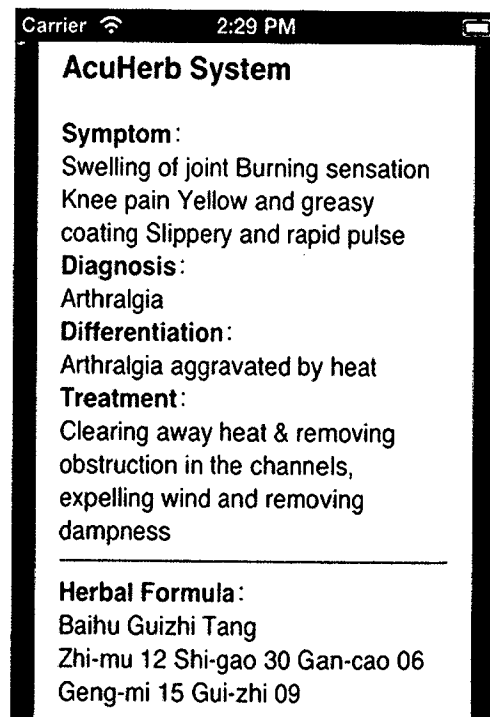 Carrier 2:29 PM
AcuHerb System
Symptom:
Swelling of joint Burning sensation
Knee pain Yellow and greasy
coating Slippery and rapid pulse
Diagnosis:
Arthralgia
Differentiation:
Arthralgia aggravated by heat
Treatment:
Clearing away heat & removing
obstruction in the channels,
expelling wind and removing
dampness
Herbal Formula:
Baihu Guizhi Tang
Zhi-mu 12 Shi-gao 30 Gan-cao 06
Geng-mi 15 Gui-zhi 09